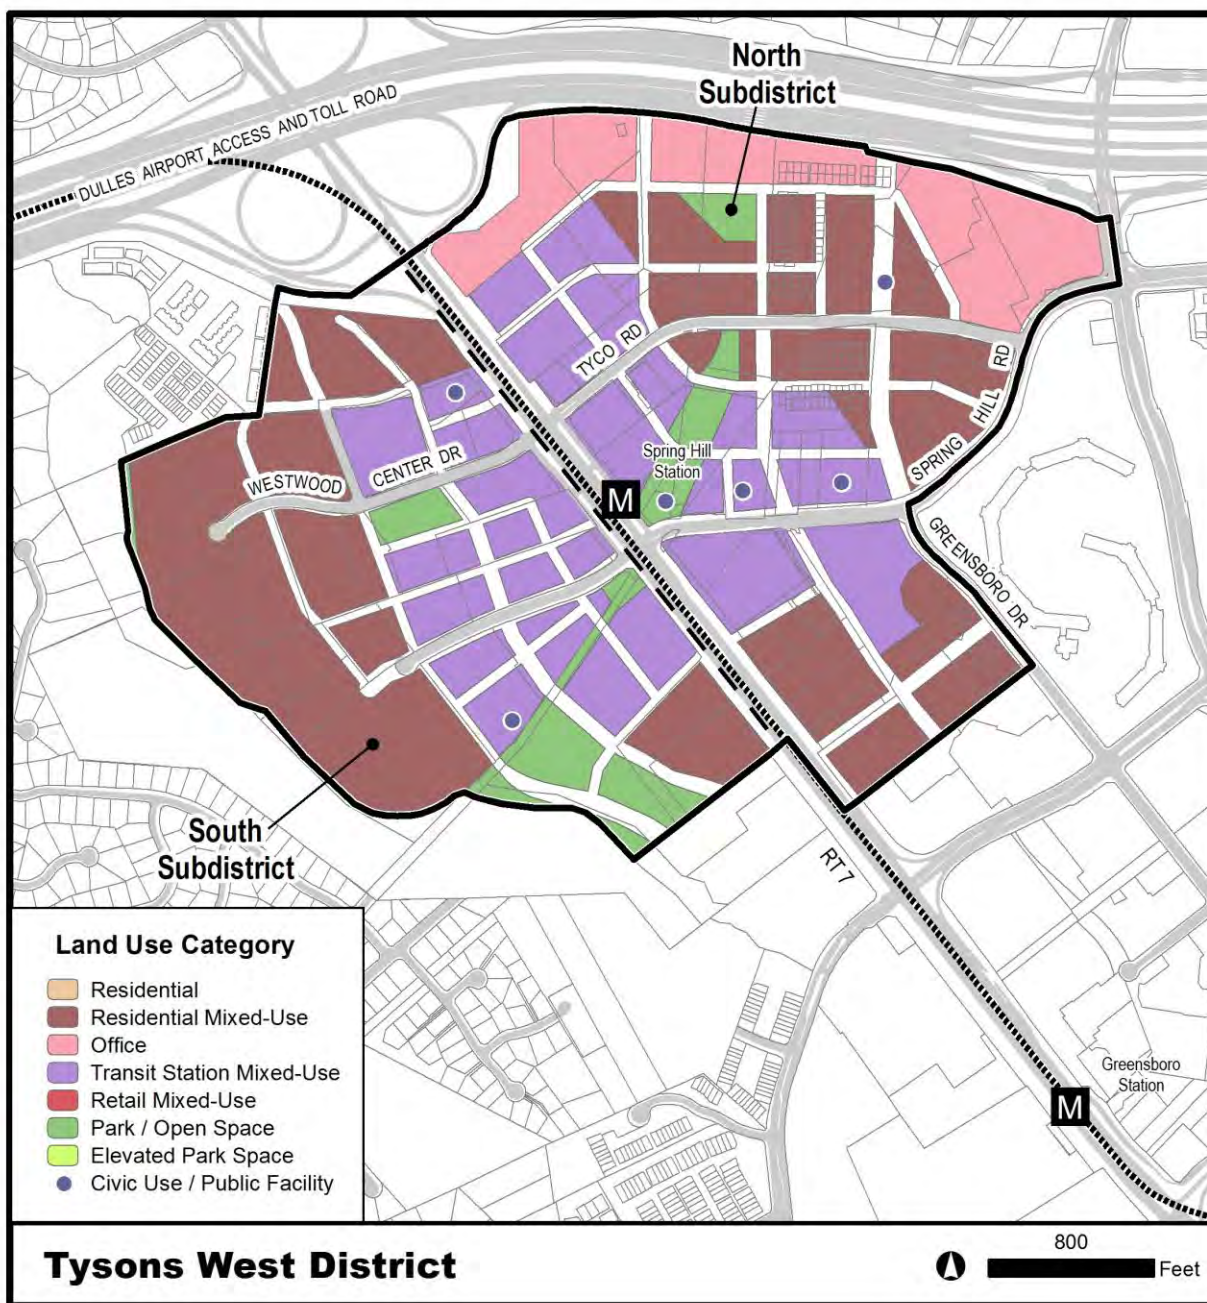 North
Subdistrict
DULLES AIRPORT ACCESS AND TOLL ROAD
TYCO RD
SPRING HILL RD
CENTER DR
WESTWOOD
Spring Hill
Station
M
GREENSBORO DR
South
Subdistrict
RT 7
Greensboro
Station
M
Land Use Category
Residential
Residential Mixed-Use
Office
Transit Station Mixed-Use
Retail Mixed-Use
Park / Open Space
Elevated Park Space
Civic Use / Public Facility
Tysons West District
800
Feet